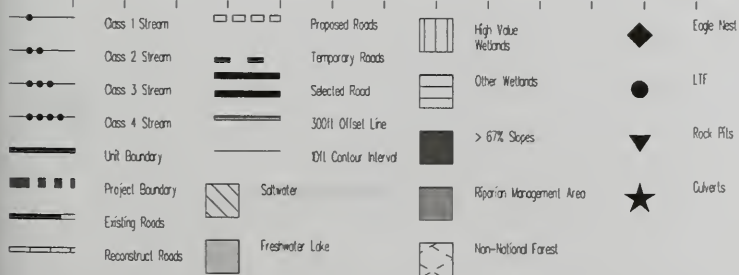 Class 1 Stream
Class 2 Stream
Class 3 Stream
Class 4 Stream
Unit Boundary
Project Boundary
Existing Roads
Reconstruct Roads
Proposed Roads
Temporary Roads
Selected Road
300ft Offset Line
10ft Contour Interval
Saltwater
Freshwater Lake
High Value
Wetlands
Other Wetlands
> 67% Slopes
Riparian Management Area
Non-National Forest
Eagle Nest
LTF
Rock Pits
Culverts